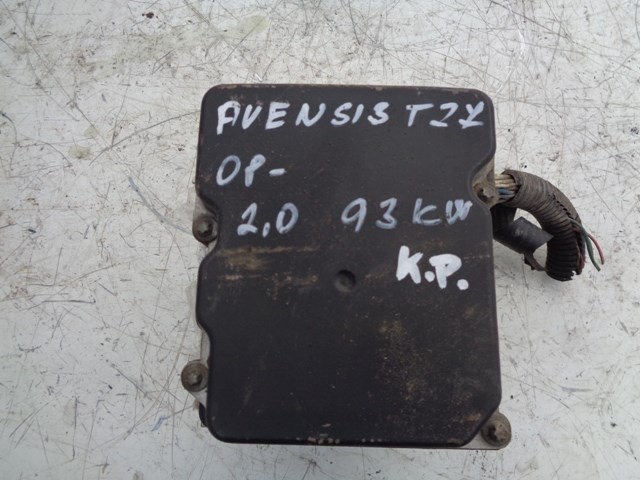 AVENSIS T27
08-
2.0 93 KW
K.P.